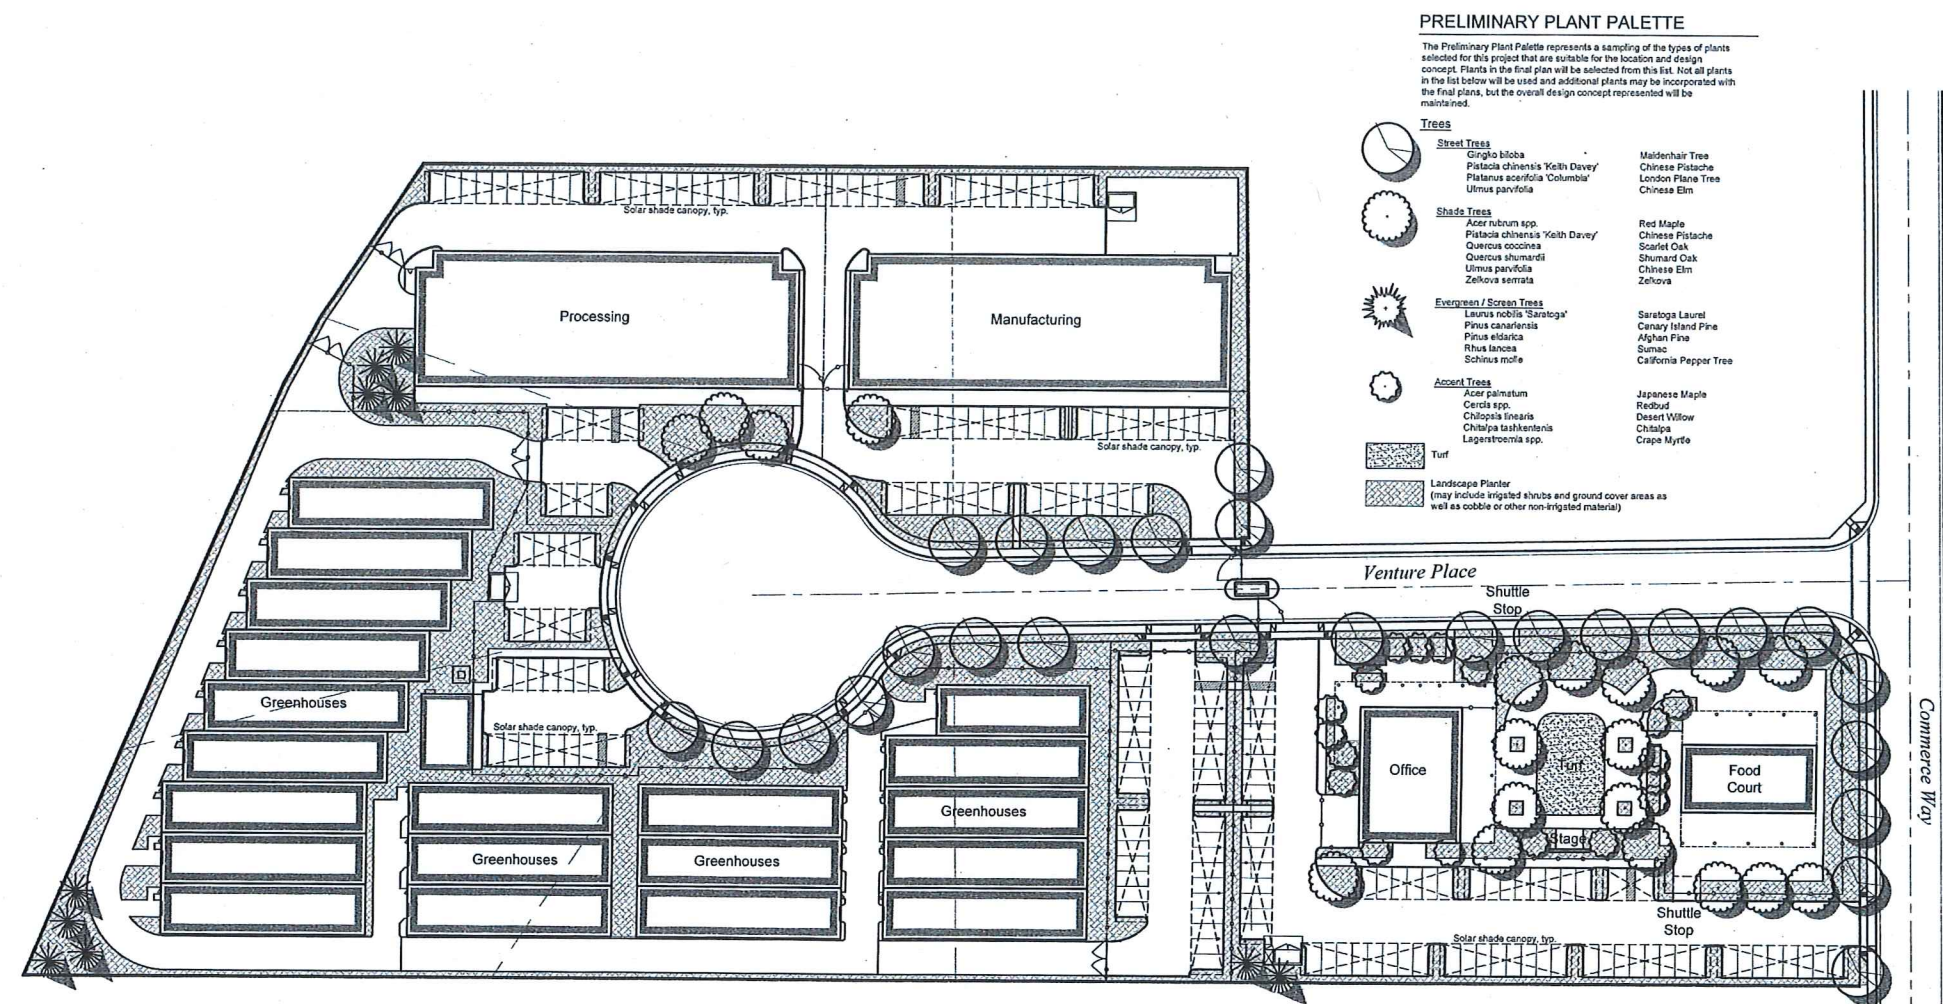 PRELIMINARY PLANT PALETTE
The Preliminary Plant Palette represents a sampling of the types of plants
selected for this project that are suitable for the location and design
concept. Plants in the final plan will be selected from this list. Not all plants
in the list below will be used and additional plants may be incorporated with
the final plans, but the overall design concept represented will be
maintained.
Trees
Street Trees
Gingko biloba Maidenhair Tree
Pistacia chinensis 'Keith Davey' Chinese Pistache
Platanus acerifolia 'Columbia' London Plane Tree
Ulmus parvifolia Chinese Elm
Shade Trees
Acer rubrum spp. Red Maple
Pistacia chinensis 'Keith Davey' Chinese Pistache
Quercus coccinea Scarlet Oak
Quercus shumardii Shumard Oak
Ulmus parvifolia Chinese Elm
Zelkova serrrata Zelkova
Evergreen / Screen Trees
Laurus nobilis 'Saratoga' Saratoga Laurel
Pinus canariensis Canary Island Pine
Pinus eldarica Afghan Pine
Rhus lancea Sumac
Schinus molle California Pepper Tree
Accent Trees
Acer palmatum Japanese Maple
Cercis spp. Redbud
Chilopsis linearis Desert Willow
Chitalpa tashkentenis Chitalpa
Lagerstroemia spp. Crape Myrtle
Turf
Landscape Planter
(may include irrigated shrubs and ground cover areas as
well as cobble or other non-irrigated material)
Solar shade canopy, typ.
Processing
Manufacturing
Solar shade canopy, typ.
Venture Place
Shuttle
Stop
Greenhouses
Solar shade canopy, typ.
Commerce Way
Office
Turf
Food
Court
Greenhouses
Stage
Greenhouses
Greenhouses
Shuttle
Stop
Solar shade canopy, typ.